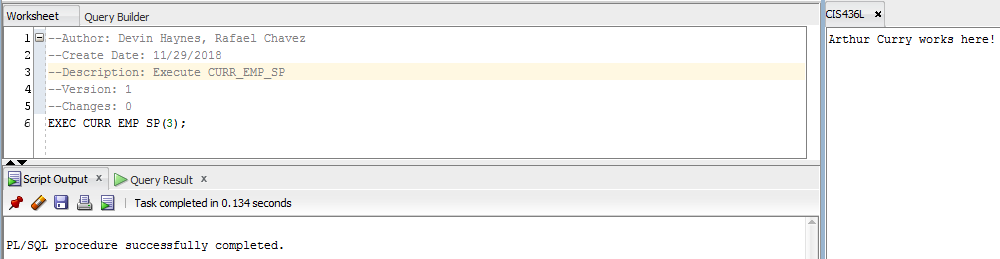 Worksheet Query Builder
1 --Author: Devin Haynes, Rafael Chavez
2 --Create Date: 11/29/2018
3 --Description: Execute CURR_EMP_SP
4 --Version: 1
5 --Changes: 0
6 EXEC CURR_EMP_SP(3);
Script Output x Query Result x
Task completed in 0.134 seconds
PL/SQL procedure successfully completed.
CIS436L x
Arthur Curry works here!